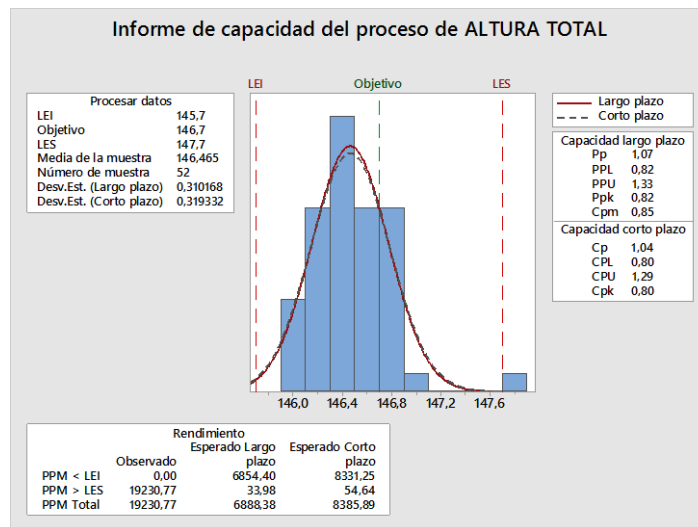 Informe de capacidad del proceso de ALTURA TOTAL
LEI Objetivo LES
Procesar datos
LEI 145,7
Objetivo 146,7
LES 147,7
Media de la muestra 146,465
Número de muestra 52
Desv.Est. (Largo plazo) 0,310168
Desv.Est. (Corto plazo) 0,319332
Largo plazo
Corto plazo
Capacidad largo plazo
Pp 1,07
PPL 0,82
PPU 1,33
Ppk 0,82
Cpm 0,85
Capacidad corto plazo
Cp 1,04
CPL 0,80
CPU 1,29
Cpk 0,80
146,0 146,4 146,8 147,2 147,6
Rendimiento
Esperado Largo Esperado Corto
Observado plazo plazo
PPM < LEI 0,00 6854,40 8331,25
PPM > LES 19230,77 33,98 54,64
PPM Total 19230,77 6888,38 8385,89